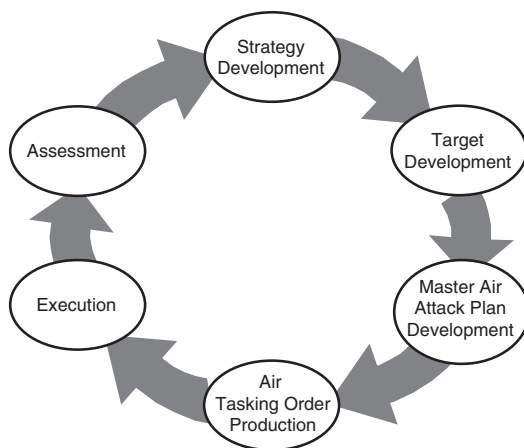 Strategy
Development
Target
Development
Master Air
Attack Plan
Development
Air
Tasking Order
Production
Execution
Assessment